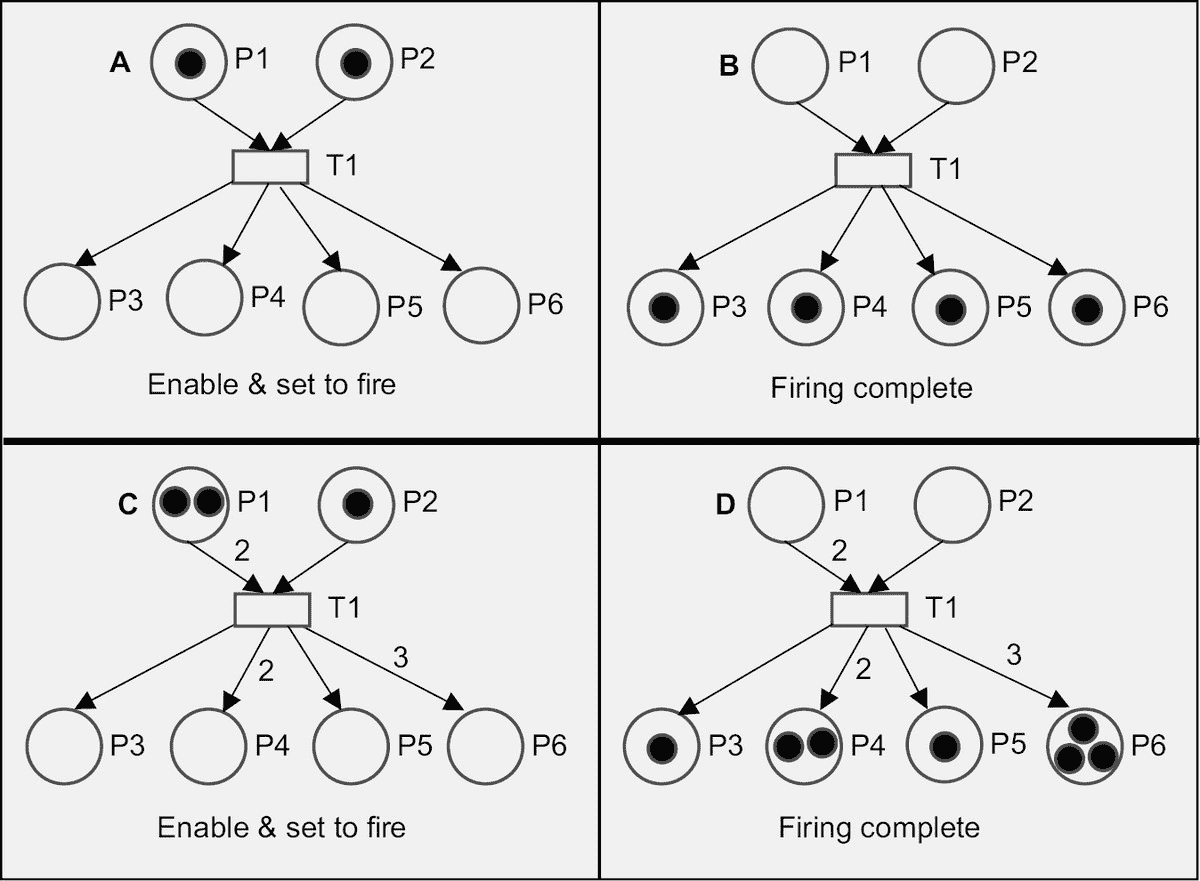 A P1 P2
T1
P3 P4 P5 P6
Enable & set to fire
B P1 P2
T1
P3 P4 P5 P6
Firing complete
C P1 P2
2
T1
2 3
P3 P4 P5 P6
Enable & set to fire
D P1 P2
2
T1
2 3
P3 P4 P5 P6
Firing complete